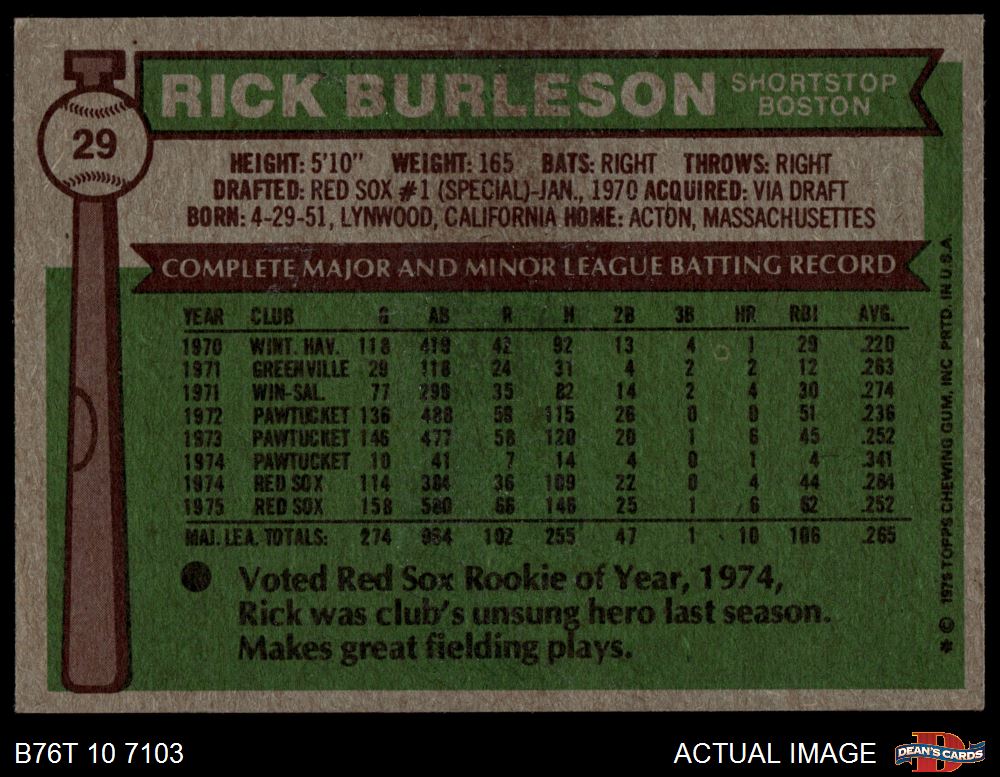 29
RICK BURLESON
SHORTSTOP
BOSTON
HEIGHT: 5'10" WEIGHT: 165 BATS: RIGHT THROWS: RIGHT
DRAFTED: RED SOX #1 (SPECIAL)-JAN., 1970 ACQUIRED: VIA DRAFT
BORN: 4-29-51, LYNWOOD, CALIFORNIA HOME: ACTON, MASSACHUSETTES
COMPLETE MAJOR AND MINOR LEAGUE BATTING RECORD
YEAR CLUB G AB R H 2B 3B HR RBI AVG.
1970 WINT. HAV. 118 419 42 92 13 4 1 29 .220
1971 GREENVILLE 29 118 24 31 4 2 2 12 .263
1971 WIN-SAL. 77 299 35 82 14 2 4 30 .274
1972 PAWTUCKET 136 488 59 115 26 0 0 51 .236
1973 PAWTUCKET 146 477 58 120 20 1 6 45 .252
1974 PAWTUCKET 10 41 7 14 4 0 1 4 .341
1974 RED SOX 114 384 36 109 22 0 4 44 .284
1975 RED SOX 158 580 66 146 25 1 6 62 .252
MAJ. LEA. TOTALS: 274 964 102 255 47 1 10 106 .265
Voted Red Sox Rookie of Year, 1974,
Rick was club's unsung hero last season.
Makes great fielding plays.
* © 1975 TOPPS CHEWING GUM, INC PRTD. IN U.S.A.
B76T 10 7103
ACTUAL IMAGE
D
DEAN'S CARDS